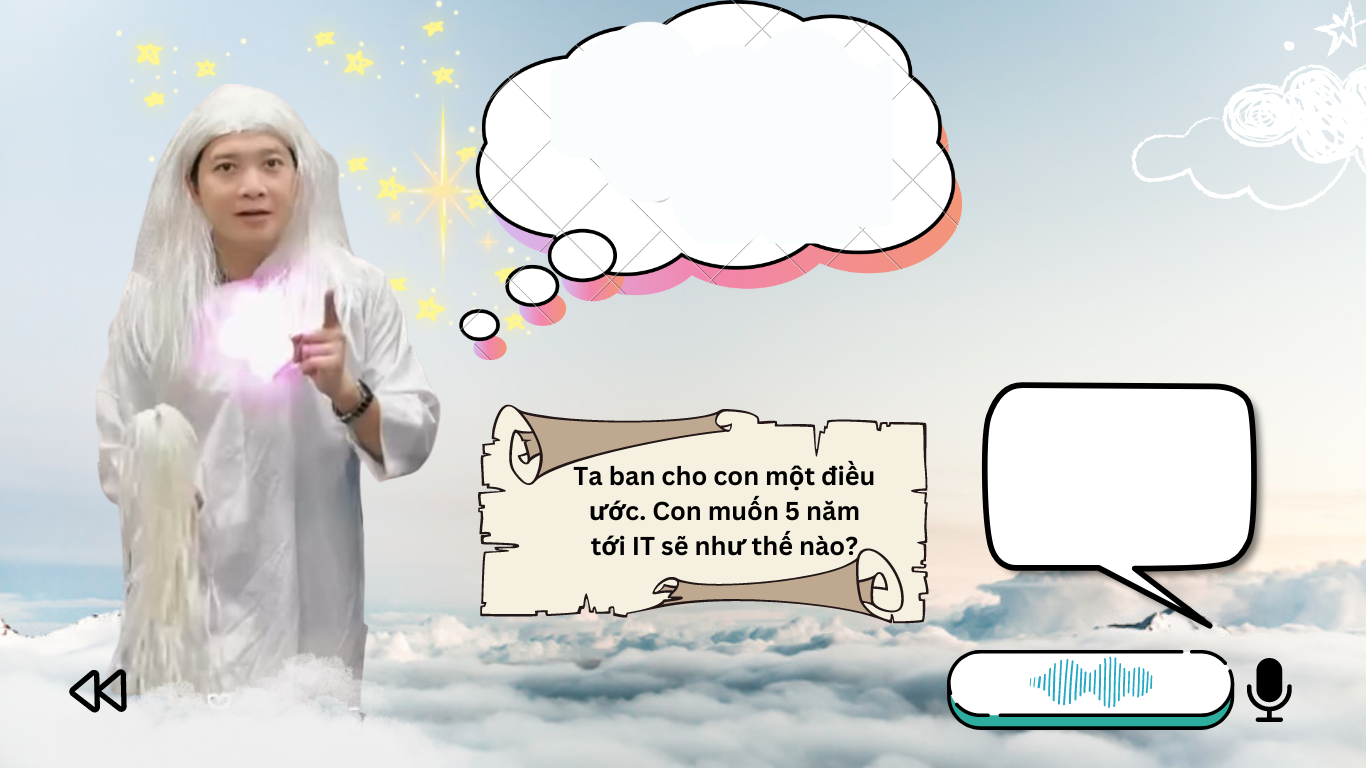 Ta ban cho con một điều
ước. Con muốn 5 năm
tới IT sẽ như thế nào?